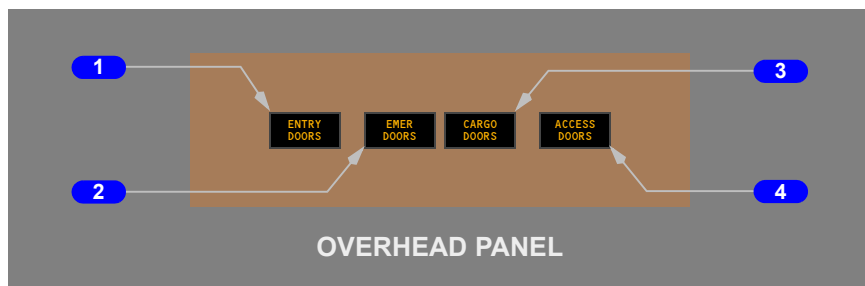 1
3
ENTRY
DOORS
EMER
DOORS
CARGO
DOORS
ACCESS
DOORS
2
4
OVERHEAD PANEL